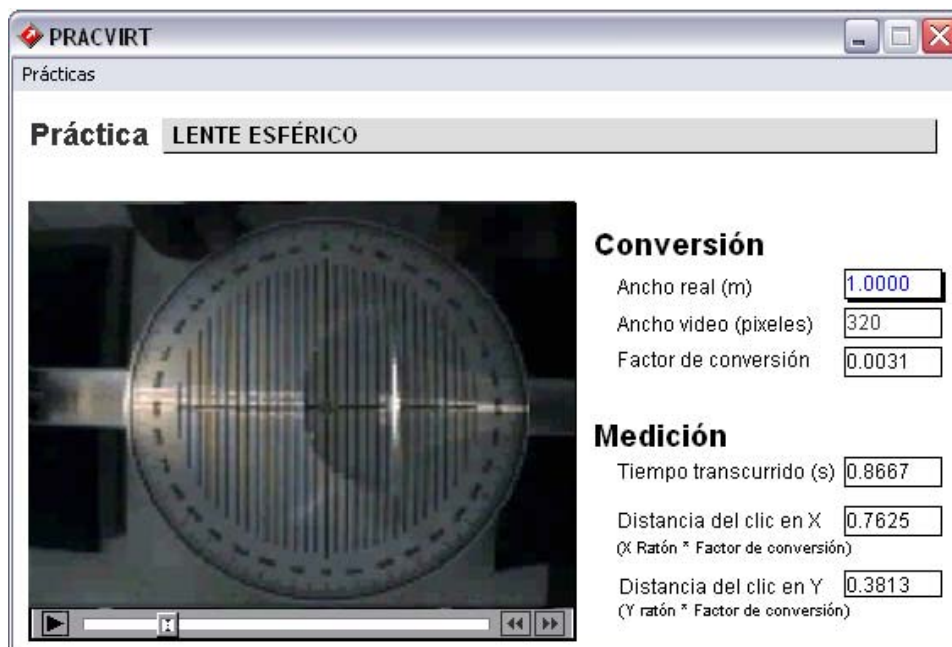 PRACVIRT
Prácticas
Práctica LENTE ESFÉRICO
Conversión
Ancho real (m) 1.0000
Ancho video (pixeles) 320
Factor de conversión 0.0031
Medición
Tiempo transcurrido (s) 0.8667
Distancia del clic en X 0.7625
(X Ratón * Factor de conversión)
Distancia del clic en Y 0.3813
(Y ratón * Factor de conversión)